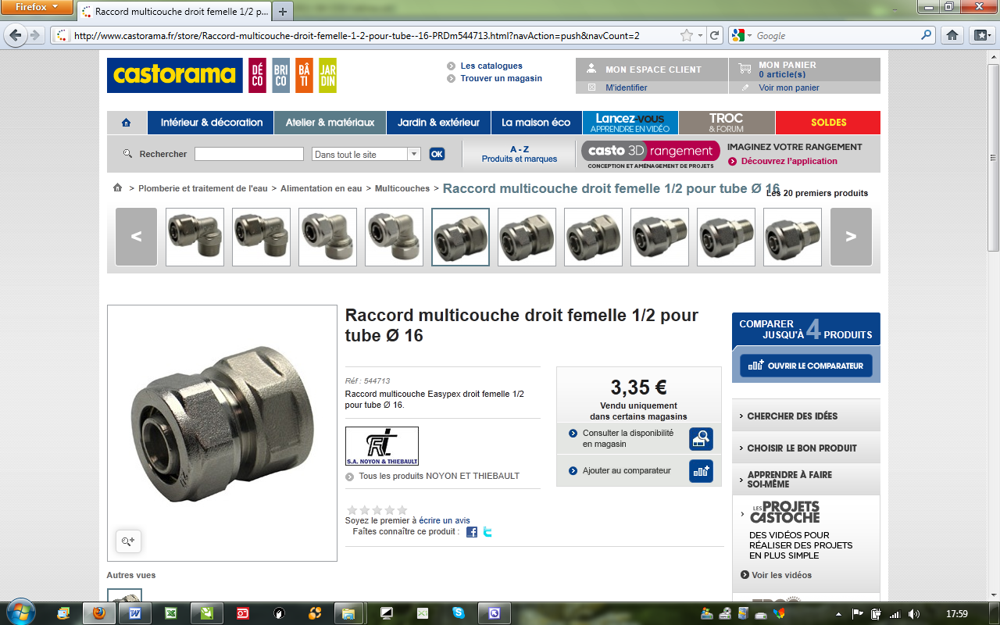 Firefox
Raccord multicouche droit femelle 1/2 p...
http://www.castorama.fr/store/Raccord-multicouche-droit-femelle-1-2-pour-tube--16-PRDm544713.html?navAction=push&navCount=2
Google
castorama
DÉCO
BRICO
BÂTI
JARDIN
Les catalogues
Trouver un magasin
MON ESPACE CLIENT
M'identifier
MON PANIER
0 article(s)
Voir mon panier
Intérieur & décoration
Atelier & matériaux
Jardin & extérieur
La maison éco
Lancez-vous
APPRENDRE EN VIDÉO
TROC
& FORUM
SOLDES
Rechercher
Dans tout le site
OK
A - Z
Produits et marques
casto 3D rangement
CONCEPTION ET AMÉNAGEMENT DE PROJETS
IMAGINEZ VOTRE RANGEMENT
Découvrez l'application
> Plomberie et traitement de l'eau > Alimentation en eau > Multicouches > Raccord multicouche droit femelle 1/2 pour tube Ø 16
Les 20 premiers produits
<
>
Raccord multicouche droit femelle 1/2 pour
tube Ø 16
Réf : 544713
Raccord multicouche Easypex droit femelle 1/2
pour tube Ø 16.
S.A. NOYON & THIEBAULT
Tous les produits NOYON ET THIEBAULT
Soyez le premier à écrire un avis
Faîtes connaître ce produit :
3,35 €
Vendu uniquement
dans certains magasins
Consulter la disponibilité
en magasin
Ajouter au comparateur
COMPARER
JUSQU'À 4 PRODUITS
OUVRIR LE COMPARATEUR
CHERCHER DES IDÉES
CHOISIR LE BON PRODUIT
APPRENDRE À FAIRE
SOI-MÊME
LES PROJETS
CASTOCHE
DES VIDÉOS POUR
RÉALISER DES PROJETS
EN PLUS SIMPLE
Voir les vidéos
Autres vues
17:59